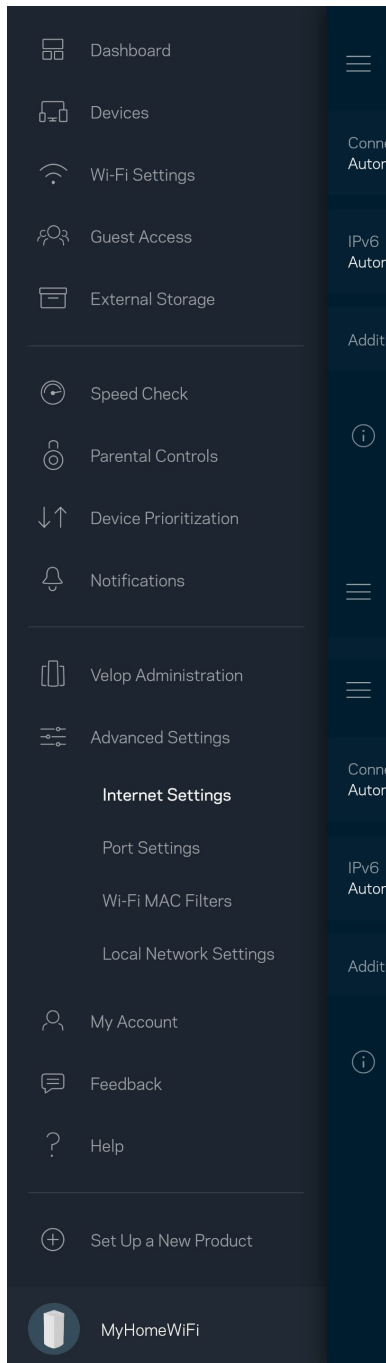 Dashboard
Devices
Wi-Fi Settings
Guest Access
External Storage
Speed Check
Parental Controls
Device Prioritization
Notifications
Velop Administration
Advanced Settings
Internet Settings
Port Settings
Wi-Fi MAC Filters
Local Network Settings
My Account
Feedback
Help
Set Up a New Product
MyHomeWiFi
IPv6
IPv6